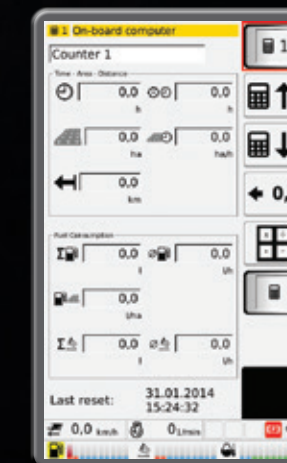 1 On-board computer
Counter 1
1
Time - Area - Distance
0,0 0,0
h h
0,0 0,0
ha ha/h
0,0
km
← 0,
Fuel Consumption
Σ 0,0 ø 0,0
l l/h
0,0
l/ha
Σ 0,0 ø 0,0
l l/h
Last reset: 31.01.2014
15:24:32
0,0 km/h 0 1/min